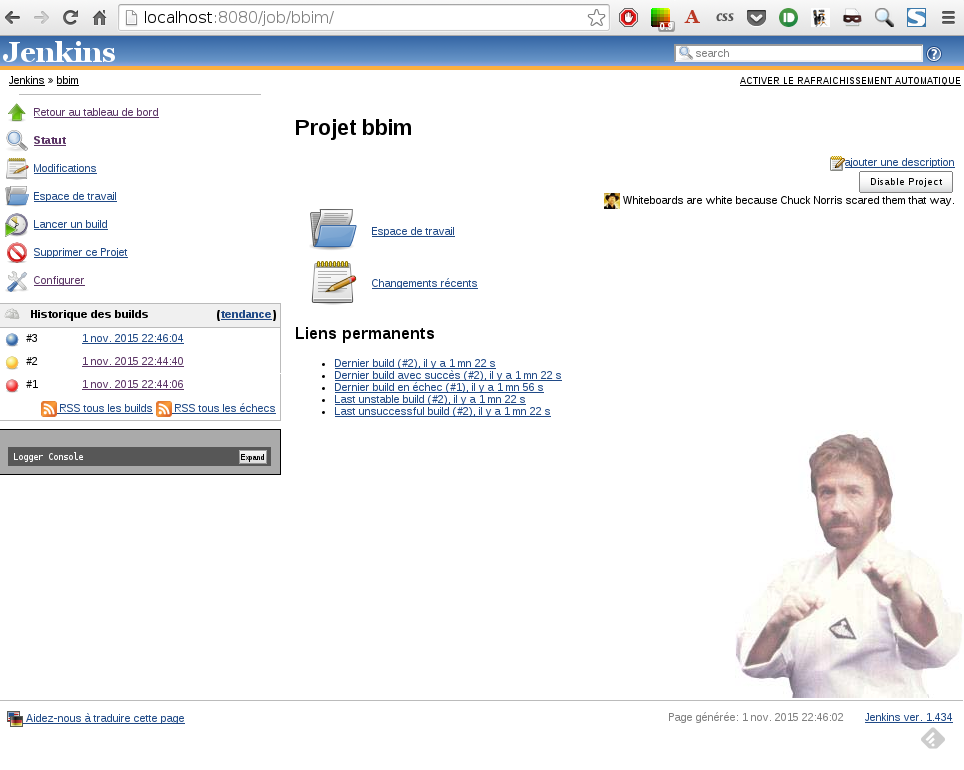 localhost:8080/job/bbim/
0.5 A css S
Jenkins
search
?
Jenkins » bbim
ACTIVER LE RAFRAICHISSEMENT AUTOMATIQUE
Retour au tableau de bord
Statut
Modifications
Espace de travail
Lancer un build
Supprimer ce Projet
Configurer
Historique des builds (tendance)
#3 1 nov. 2015 22:46:04
#2 1 nov. 2015 22:44:40
#1 1 nov. 2015 22:44:06
RSS tous les builds RSS tous les échecs
Logger Console Expand
Projet bbim
ajouter une description
Disable Project
Whiteboards are white because Chuck Norris scared them that way.
Espace de travail
Changements récents
Liens permanents
Dernier build (#2), il y a 1 mn 22 s
Dernier build avec succès (#2), il y a 1 mn 22 s
Dernier build en échec (#1), il y a 1 mn 56 s
Last unstable build (#2), il y a 1 mn 22 s
Last unsuccessful build (#2), il y a 1 mn 22 s
Aidez-nous à traduire cette page
Page générée: 1 nov. 2015 22:46:02 Jenkins ver. 1.434